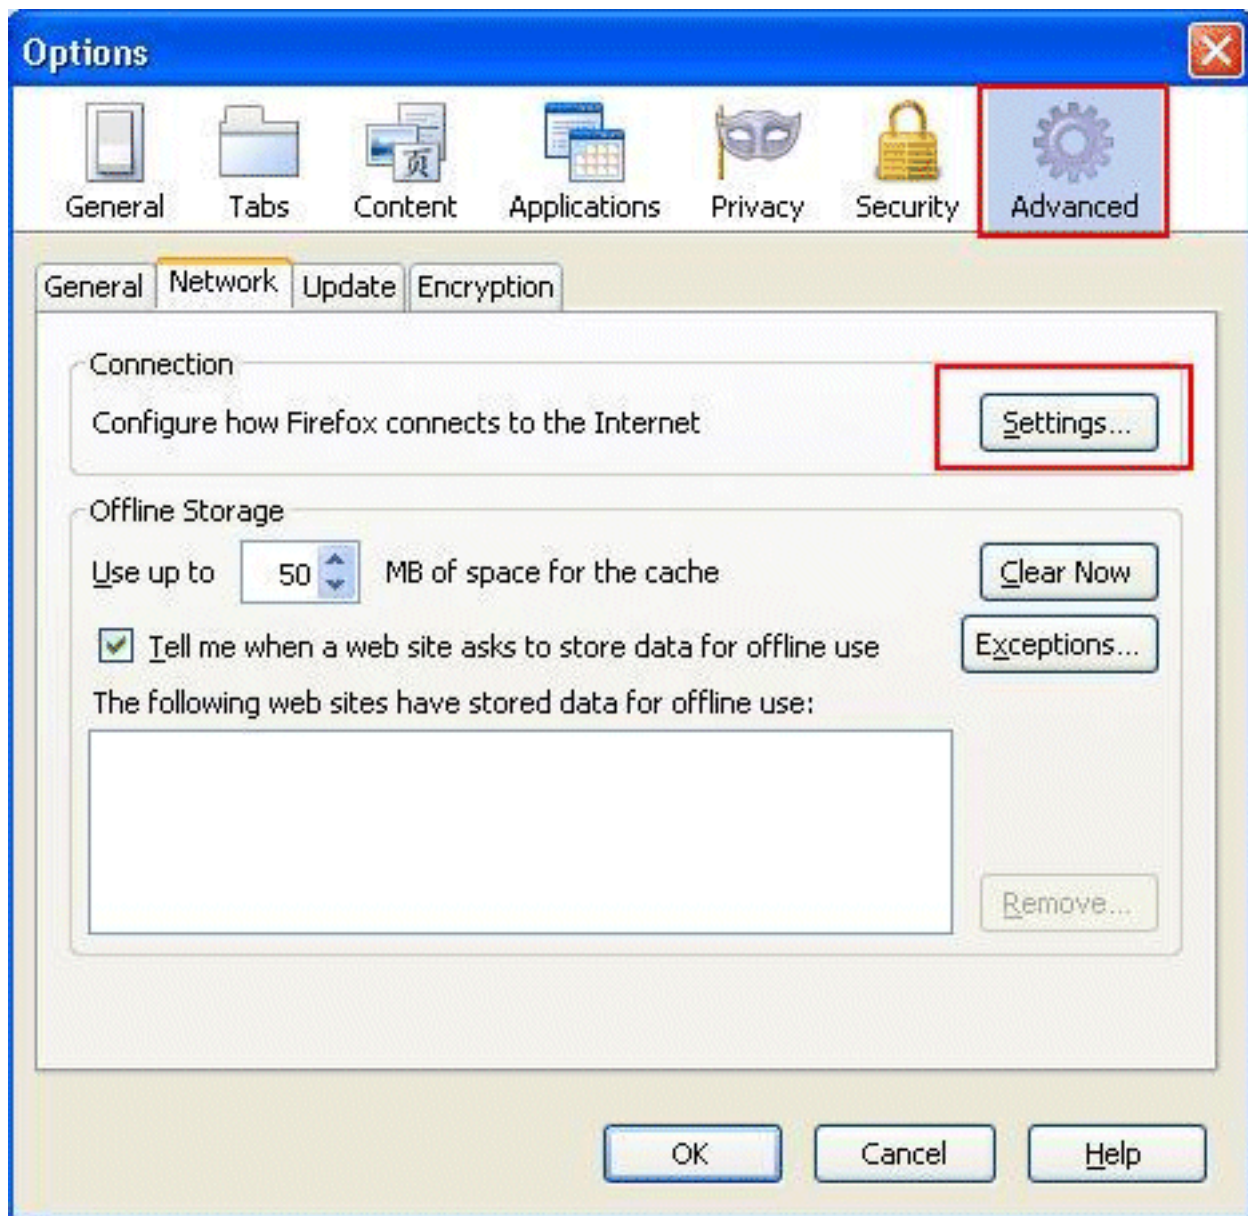 Options
General Tabs Content Applications Privacy Security Advanced
页
General Network Update Encryption
Connection
Configure how Firefox connects to the Internet Settings...
Offline Storage
Use up to 50 MB of space for the cache Clear Now
Tell me when a web site asks to store data for offline use Exceptions...
The following web sites have stored data for offline use:
Remove...
OK Cancel Help